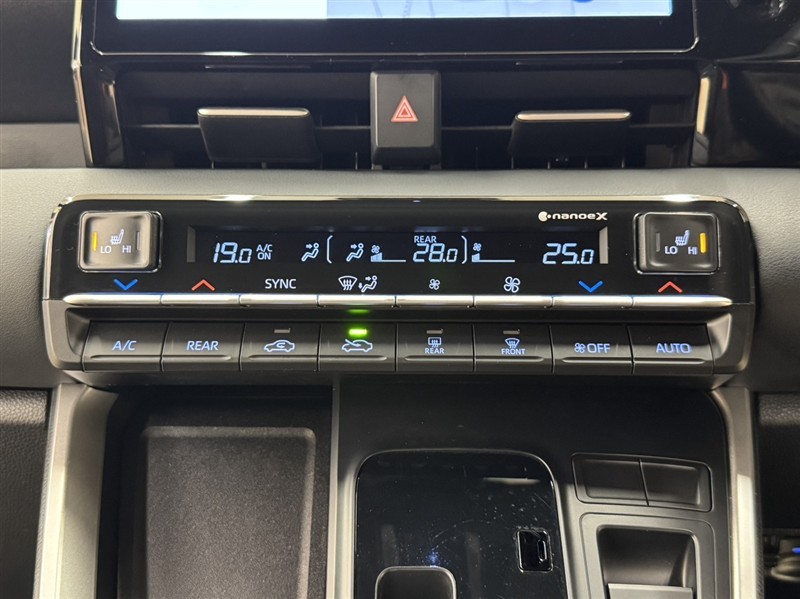 nanoeX
LO HI
19.0 A/C ON
REAR
28.0
25.0
LO HI
SYNC
A/C
REAR
REAR
FRONT
OFF
AUTO